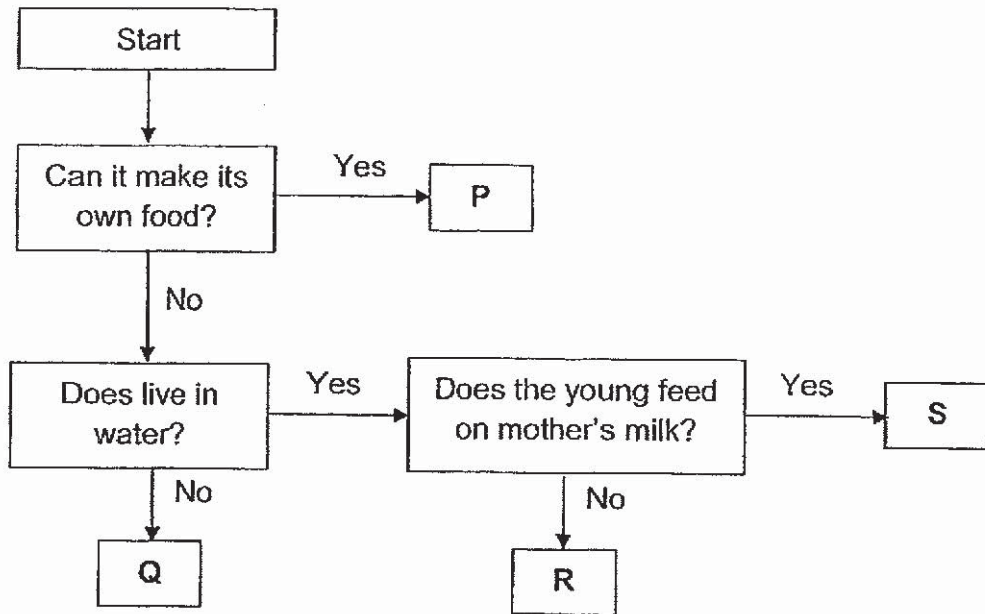 Start
Can it make its
own food?
Yes
P
No
Does live in
water?
Yes
Does the young feed
on mother's milk?
Yes
S
No
Q
No
R